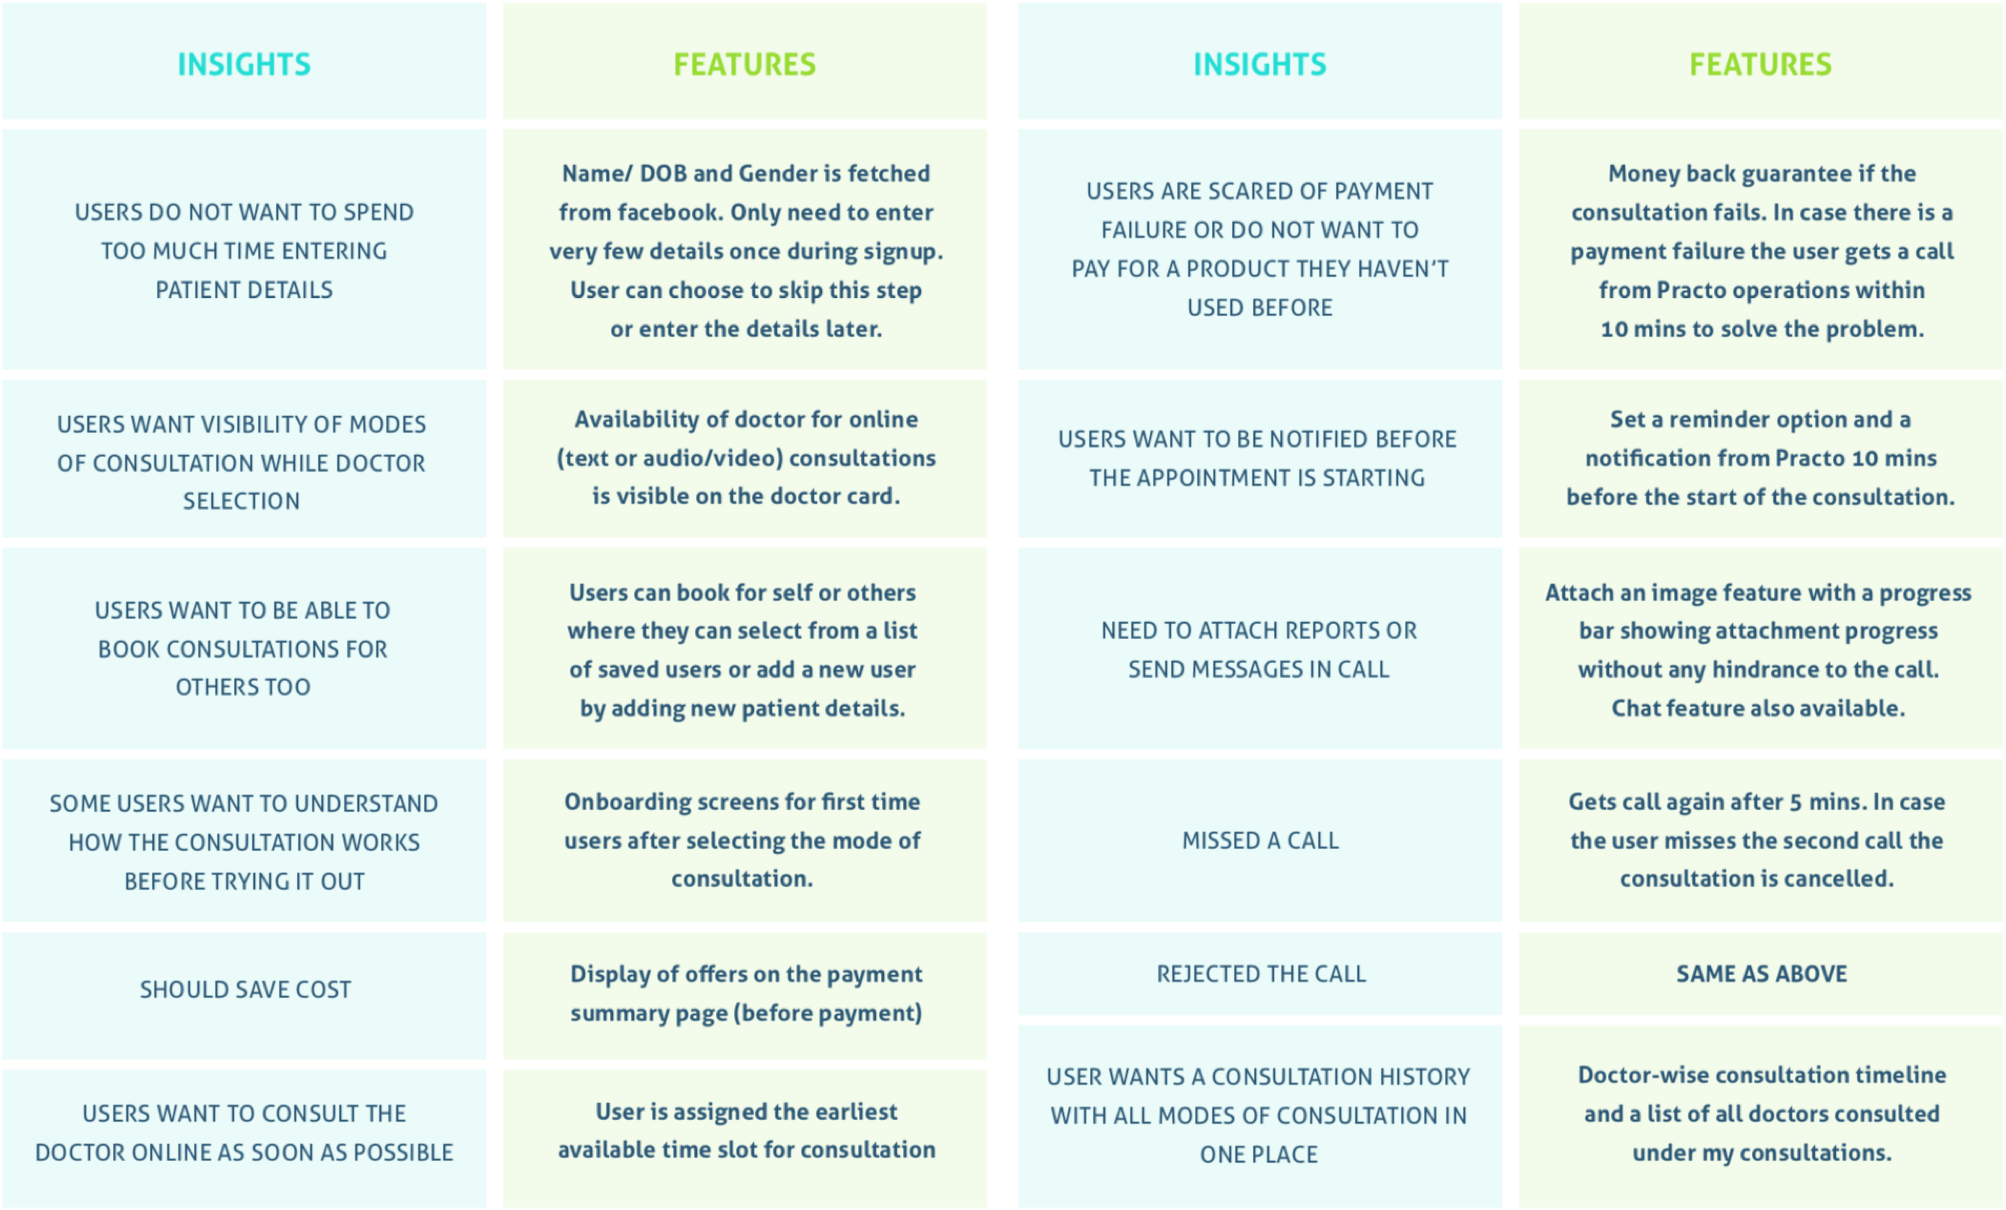 INSIGHTS
FEATURES
USERS DO NOT WANT TO SPEND
TOO MUCH TIME ENTERING
PATIENT DETAILS
Name/ DOB and Gender is fetched
from facebook. Only need to enter
very few details once during signup.
User can choose to skip this step
or enter the details later.
USERS WANT VISIBILITY OF MODES
OF CONSULTATION WHILE DOCTOR
SELECTION
Availability of doctor for online
(text or audio/video) consultations
is visible on the doctor card.
USERS WANT TO BE ABLE TO
BOOK CONSULTATIONS FOR
OTHERS TOO
Users can book for self or others
where they can select from a list
of saved users or add a new user
by adding new patient details.
SOME USERS WANT TO UNDERSTAND
HOW THE CONSULTATION WORKS
BEFORE TRYING IT OUT
Onboarding screens for first time
users after selecting the mode of
consultation.
SHOULD SAVE COST
Display of offers on the payment
summary page (before payment)
USERS WANT TO CONSULT THE
DOCTOR ONLINE AS SOON AS POSSIBLE
User is assigned the earliest
available time slot for consultation
INSIGHTS
FEATURES
USERS ARE SCARED OF PAYMENT
FAILURE OR DO NOT WANT TO
PAY FOR A PRODUCT THEY HAVEN'T
USED BEFORE
Money back guarantee if the
consultation fails. In case there is a
payment failure the user gets a call
from Practo operations within
10 mins to solve the problem.
USERS WANT TO BE NOTIFIED BEFORE
THE APPOINTMENT IS STARTING
Set a reminder option and a
notification from Practo 10 mins
before the start of the consultation.
NEED TO ATTACH REPORTS OR
SEND MESSAGES IN CALL
Attach an image feature with a progress
bar showing attachment progress
without any hindrance to the call.
Chat feature also available.
MISSED A CALL
Gets call again after 5 mins. In case
the user misses the second call the
consultation is cancelled.
REJECTED THE CALL
SAME AS ABOVE
USER WANTS A CONSULTATION HISTORY
WITH ALL MODES OF CONSULTATION IN
ONE PLACE
Doctor-wise consultation timeline
and a list of all doctors consulted
under my consultations.